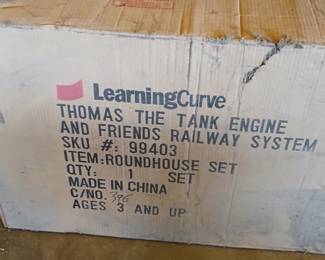 LearningCurve
THOMAS THE TANK ENGINE
AND FRIENDS RAILWAY SYSTEM
SKU #: 99403
ITEM:ROUNDHOUSE SET
QTY: 1 SET
MADE IN CHINA
C/NO. 396
AGES 3 AND UP